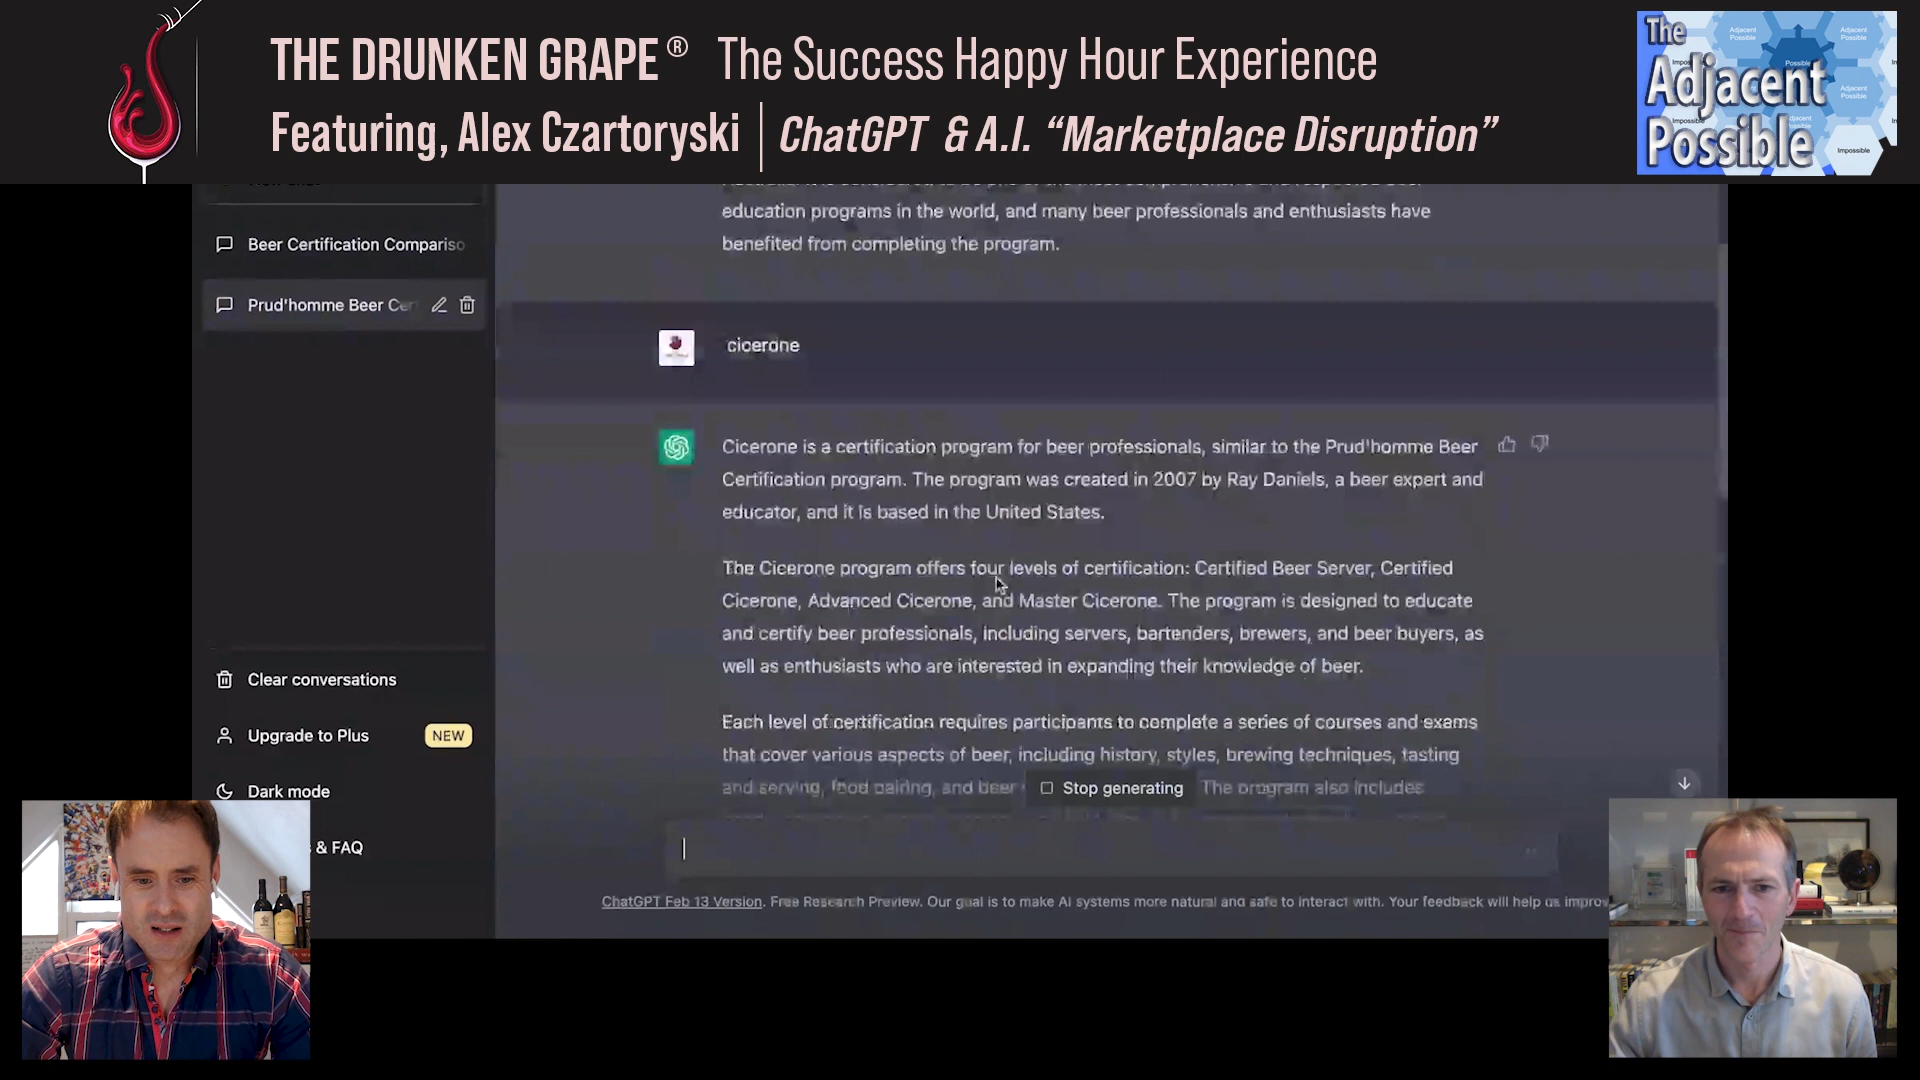 THE DRUNKEN GRAPE® The Success Happy Hour Experience
Featuring, Alex Czartoryski | ChatGPT & A.I. “Marketplace Disruption”
The
Adjacent
Possible
Adjacent
Possible
Adjacent
Possible
Possible
Adjacent
Possible
Impossible
education programs in the world, and many beer professionals and enthusiasts have
benefited from completing the program.
Beer Certification Compariso
Prud'homme Beer Cer
cicerone
Cicerone is a certification program for beer professionals, similar to the Prud'homme Beer
Certification program. The program was created in 2007 by Ray Daniels, a beer expert and
educator, and it is based in the United States.
The Cicerone program offers four levels of certification: Certified Beer Server, Certified
Cicerone, Advanced Cicerone, and Master Cicerone. The program is designed to educate
and certify beer professionals, including servers, bartenders, brewers, and beer buyers, as
well as enthusiasts who are interested in expanding their knowledge of beer.
Each level of certification requires participants to complete a series of courses and exams
that cover various aspects of beer, including history, styles, brewing techniques, tasting
and serving, food pairing, and beer
Stop generating
The program also includes
Clear conversations
Upgrade to Plus NEW
Dark mode
& FAQ
ChatGPT Feb 13 Version. Free Research Preview. Our goal is to make AI systems more natural and safe to interact with. Your feedback will help us improv